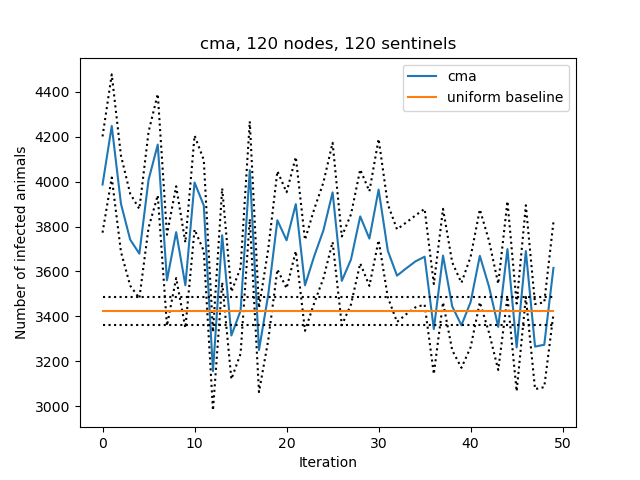 cma, 120 nodes, 120 sentinels
cma
uniform baseline
Number of infected animals
4400
4200
4000
3800
3600
3400
3200
3000
0 10 20 30 40 50
Iteration